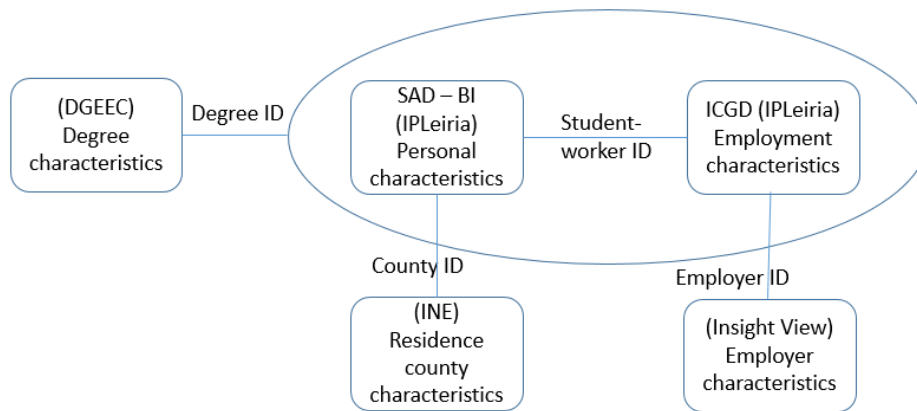 (DGEEC)
Degree
characteristics
Degree ID
SAD – BI
(IPLeiria)
Personal
characteristics
Student-
worker ID
ICGD (IPLeiria)
Employment
characteristics
County ID
Employer ID
(INE)
Residence
county
characteristics
(Insight View)
Employer
characteristics